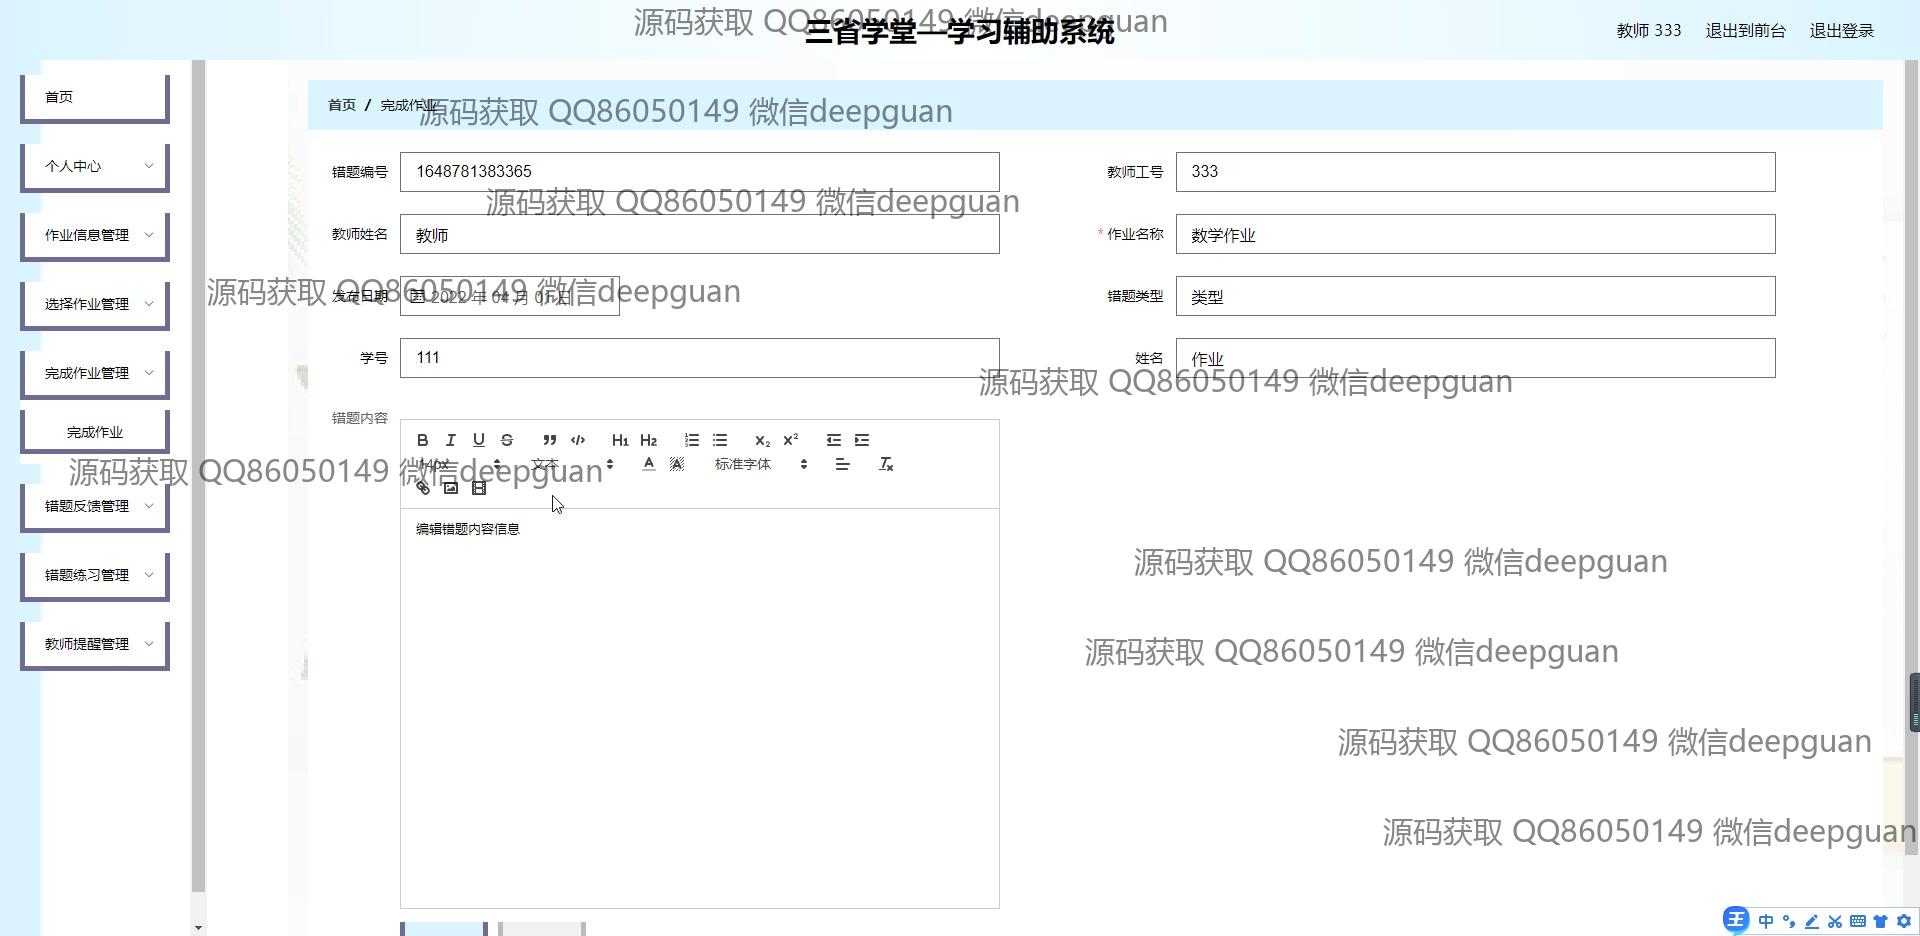 源码获取 QQ86050149 微信deepguan
三省学堂—学习辅助系统
教师 333 退出到前台 退出登录
首页
个人中心
作业信息管理
选择作业管理
完成作业管理
完成作业
错题反馈管理
错题练习管理
教师提醒管理
首页 / 完成作业
源码获取 QQ86050149 微信deepguan
错题编号 1648781383365
教师工号 333
源码获取 QQ86050149 微信deepguan
教师姓名 教师
* 作业名称 数学作业
源码获取 QQ86050149 微信deepguan
发布日期 2022 年 04 月 01 日
错题类型 类型
学号 111
姓名 作业
源码获取 QQ86050149 微信deepguan
错题内容
B I U S H1 H2 X2 X2
14px 文本 A A 标准字体 Tx
源码获取 QQ86050149 微信deepguan
编辑错题内容信息
源码获取 QQ86050149 微信deepguan
源码获取 QQ86050149 微信deepguan
源码获取 QQ86050149 微信deepguan
源码获取 QQ86050149 微信deepguan
王 中